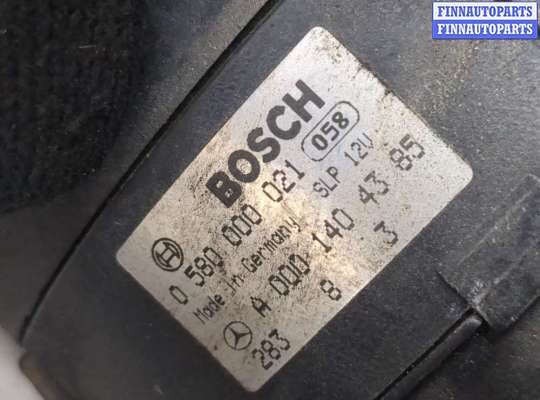 FINNAUTOPARTS
FINNAUTOPARTS
BOSCH
058
0 580 000 021 SLP 12V
Made in Germany
A 000 140 43 85
283 8 3